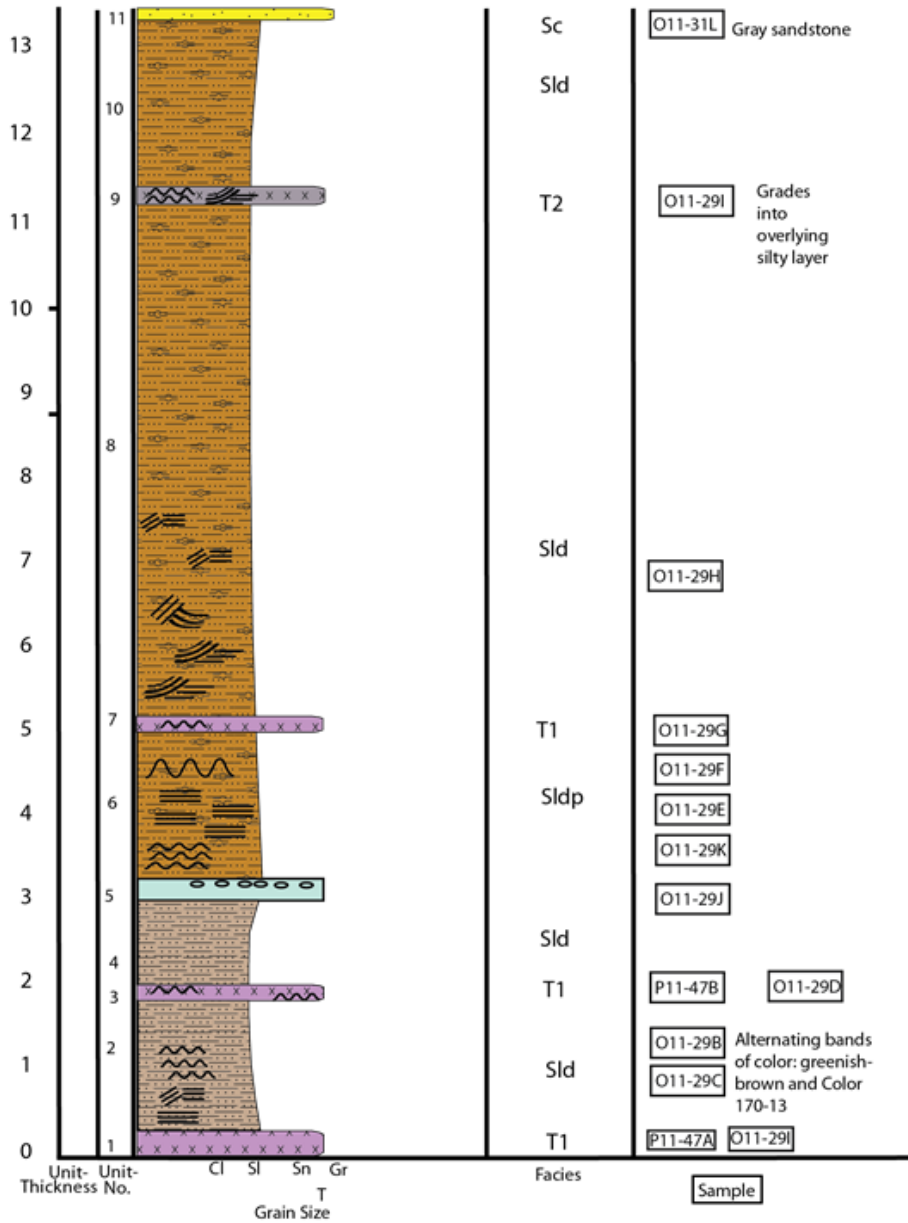 11 Sc O11-31L Gray sandstone
13
Sld
10
12
9 T2 O11-29I Grades
into
overlying
silty layer
11
10
9
8
8
7 Sld O11-29H
6
7 T1 O11-29G
5
O11-29F
Sldp
6 O11-29E
4
O11-29K
3 5 O11-29J
Sld
4
2 T1 P11-47B O11-29D
3
2 O11-29B Alternating bands
of color: greenish-
brown and Color
170-13
1 Sld O11-29C
0 1 T1 P11-47A O11-29I
Cl Sl Sn Gr
Unit-
Thickness
Unit-
No.
T
Grain Size
Facies
Sample